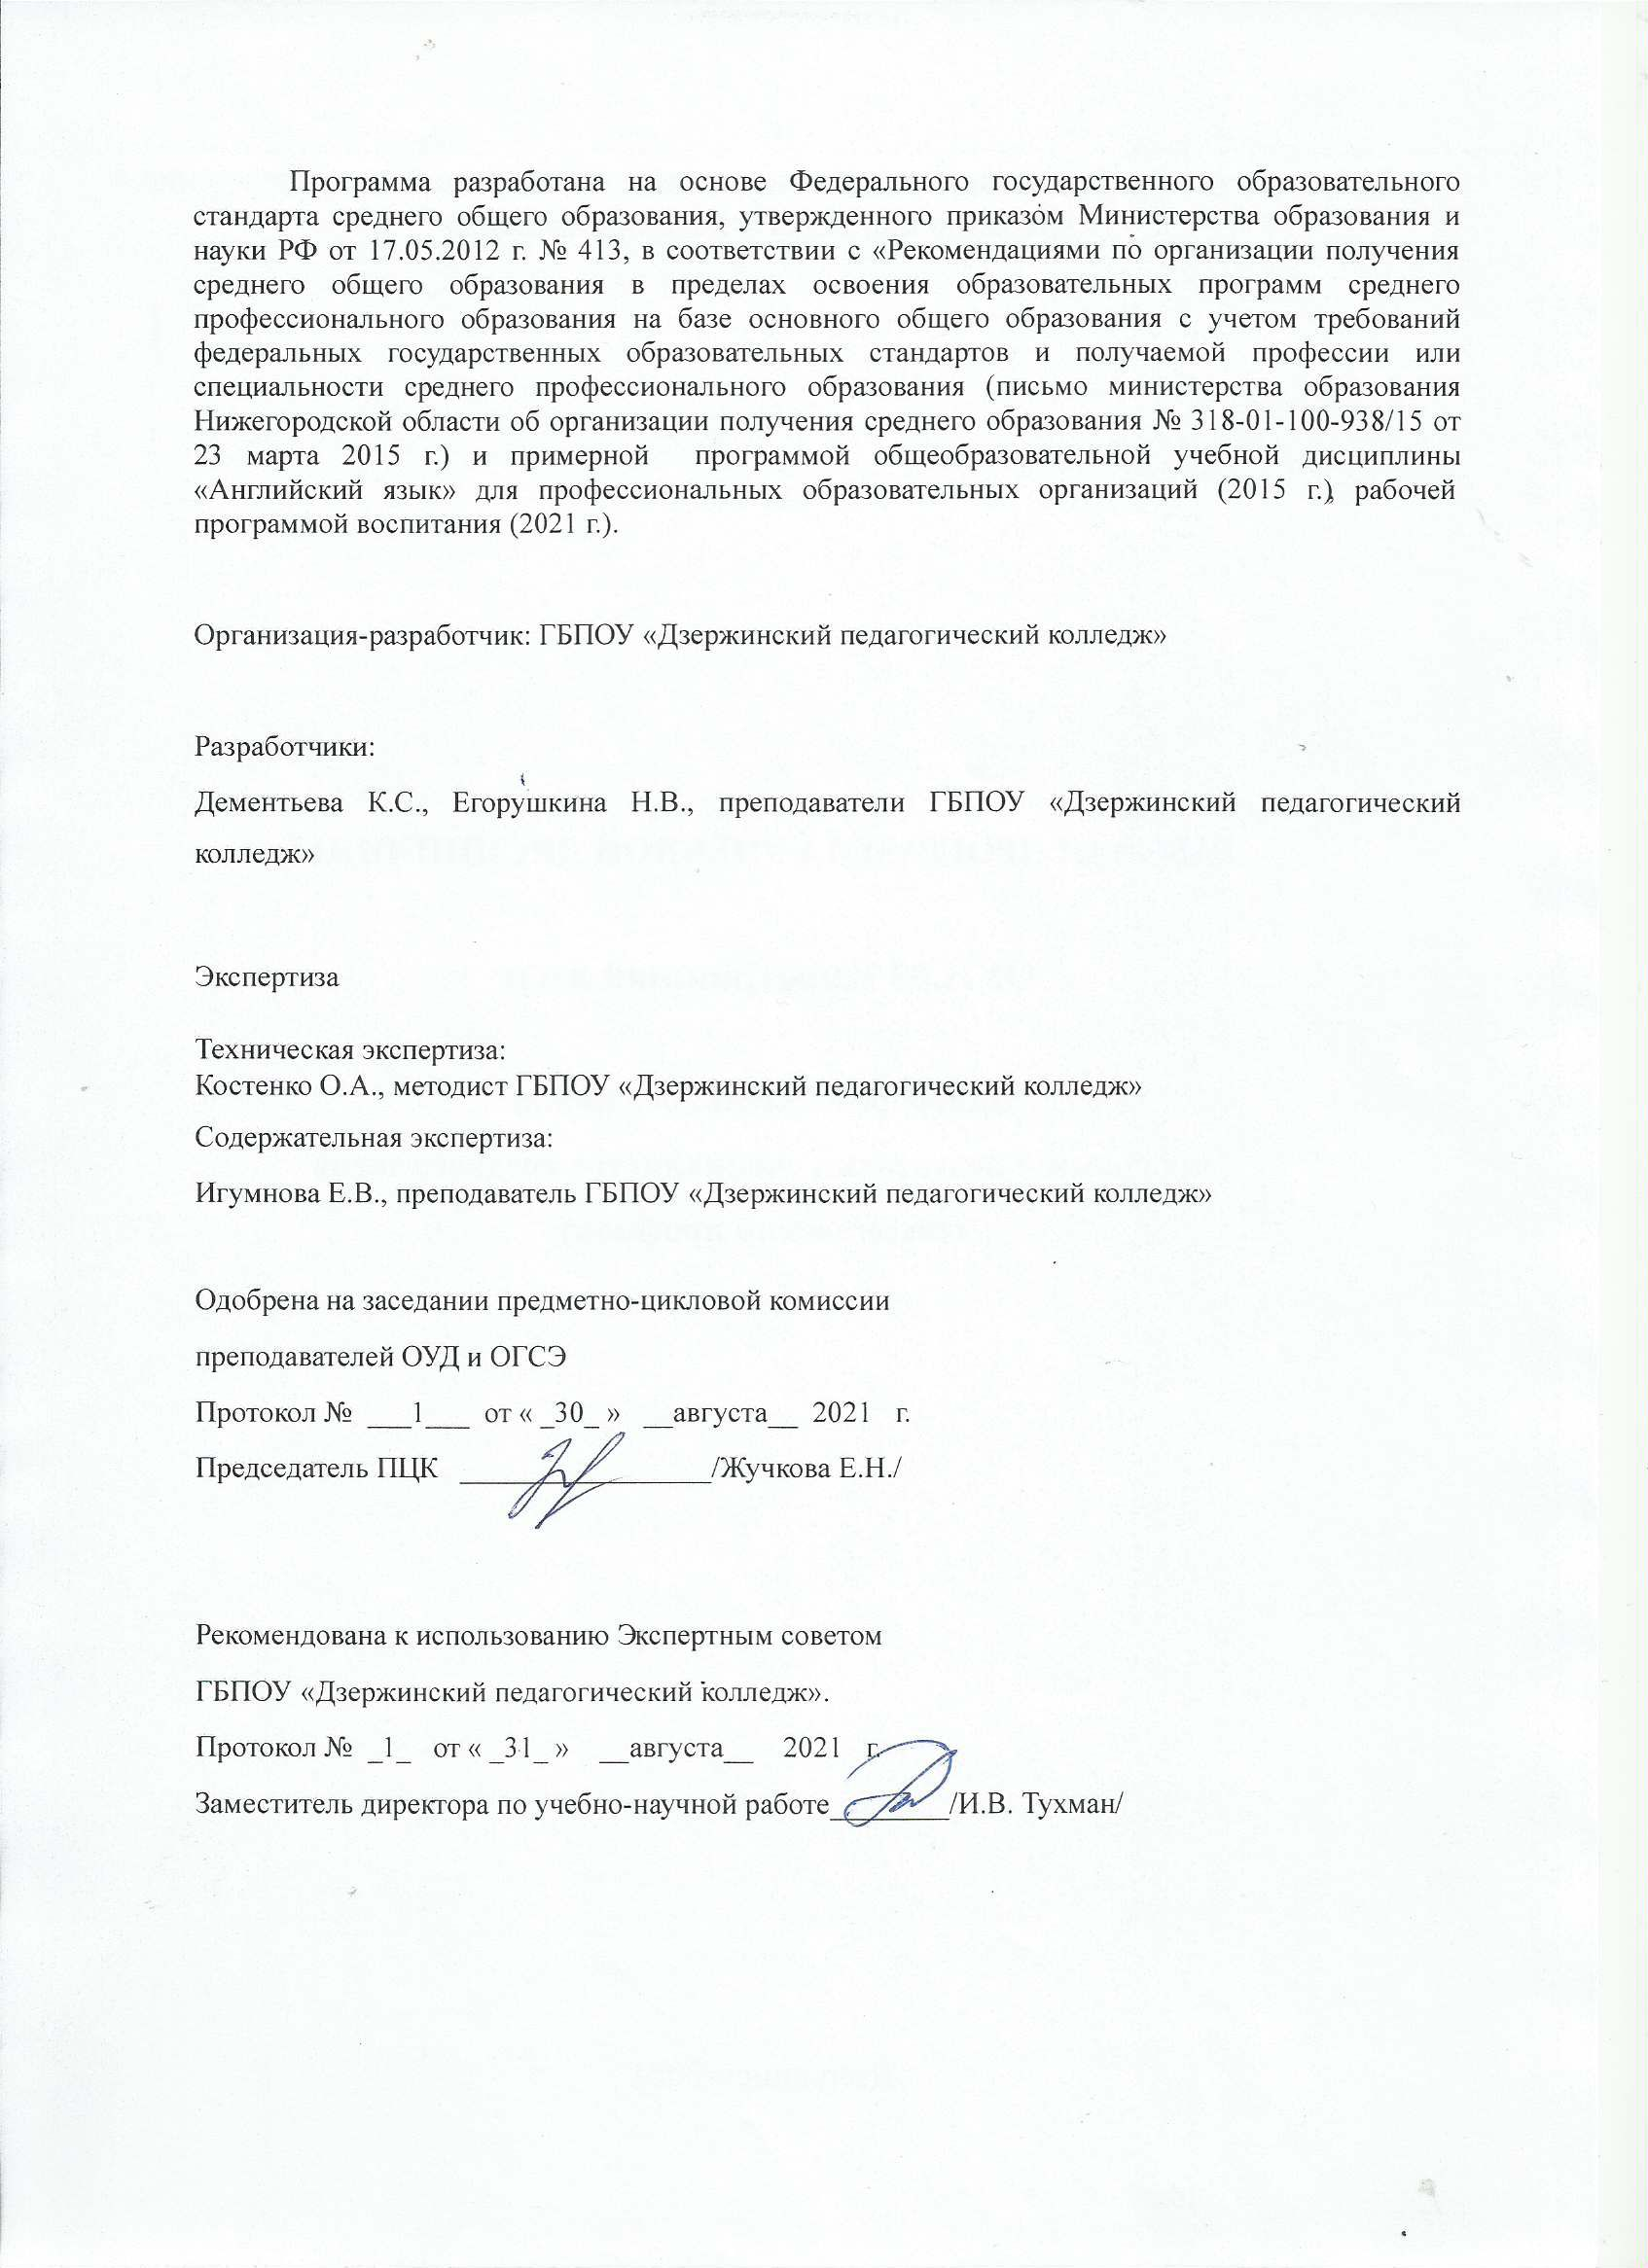 Программа разработана на основе Федерального государственного образовательного
стандарта среднего общего образования, утвержденного приказом Министерства образования и
науки РФ от 17.05.2012 г. № 413, в соответствии с «Рекомендациями по организации получения
среднего общего образования в пределах освоения образовательных программ среднего
профессионального образования на базе основного общего образования с учетом требований
федеральных государственных образовательных стандартов и получаемой профессии или
специальности среднего профессионального образования (письмо министерства образования
Нижегородской области об организации получения среднего образования № 318-01-100-938/15 от
23 марта 2015 г.) и примерной программой общеобразовательной учебной дисциплины
«Английский язык» для профессиональных образовательных организаций (2015 г.), рабочей
программой воспитания (2021 г.).
Организация-разработчик: ГБПОУ «Дзержинский педагогический колледж»
Разработчики:
Дементьева К.С., Егорушкина Н.В., преподаватели ГБПОУ «Дзержинский педагогический
колледж»
Экспертиза
Техническая экспертиза:
Костенко О.А., методист ГБПОУ «Дзержинский педагогический колледж»
Содержательная экспертиза:
Игумнова Е.В., преподаватель ГБПОУ «Дзержинский педагогический колледж»
Одобрена на заседании предметно-цикловой комиссии
преподавателей ОУД и ОГСЭ
Протокол № ___1___ от « _30_ » __августа__ 2021 г.
Председатель ПЦК _________________/Жучкова Е.Н./
Рекомендована к использованию Экспертным советом
ГБПОУ «Дзержинский педагогический колледж».
Протокол № _1_ от « _31_ » __августа__ 2021 г.
Заместитель директора по учебно-научной работе________/И.В. Тухман/